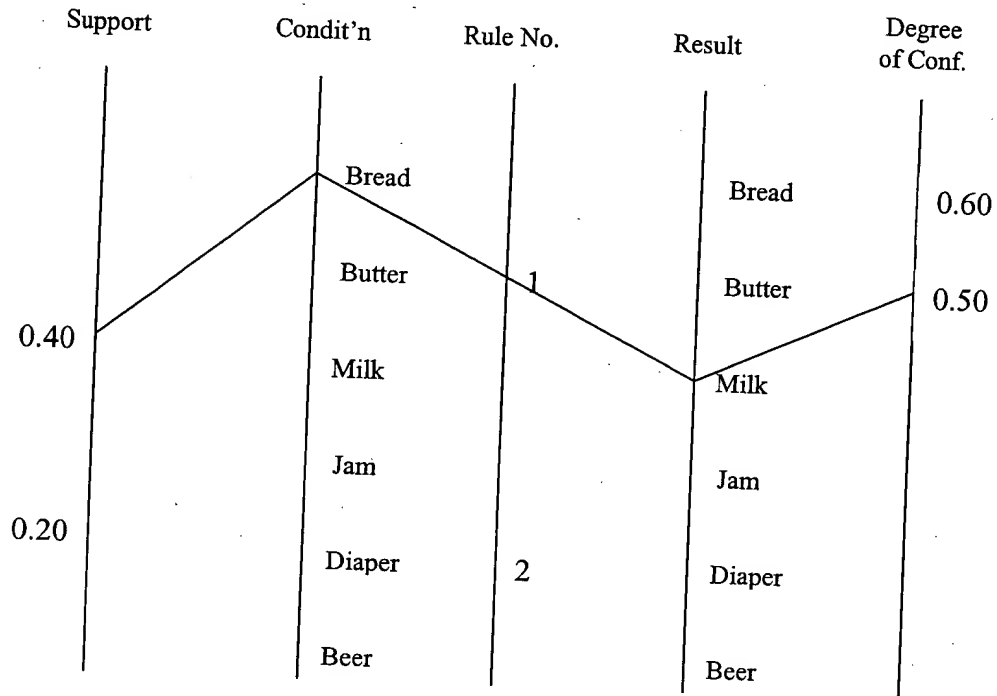 Support
Condit'n
Rule No.
Result
Degree
of Conf.
Bread
Bread
0.60
Butter
1
Butter
0.50
0.40
Milk
Milk
Jam
Jam
0.20
Diaper
2
Diaper
Beer
Beer